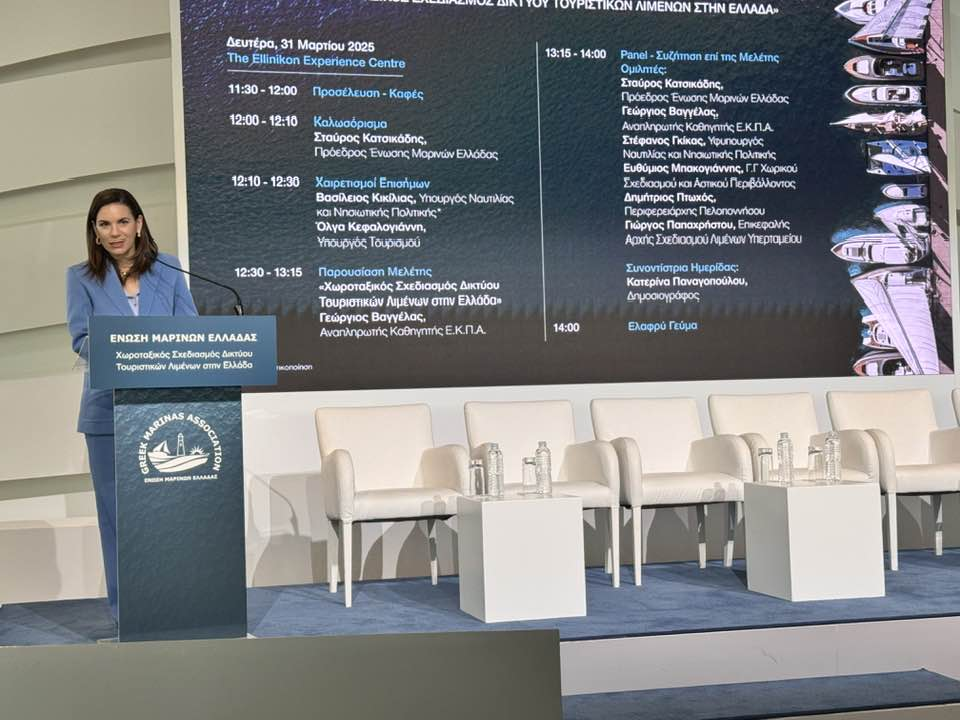 ΣΧΕΔΙΑΣΜΟΣ ΔΙΚΤΥΟΥ ΤΟΥΡΙΣΤΙΚΩΝ ΛΙΜΕΝΩΝ ΣΤΗΝ ΕΛΛΑΔΑ»
Δευτέρα, 31 Μαρτίου 2025
The Ellinikon Experience Centre
11:30 - 12:00 Προσέλευση - Καφές
12:00 - 12:10 Καλωσόρισμα
Σταύρος Κατσικάδης,
Πρόεδρος Ένωσης Μαρινών Ελλάδας
12:10 - 12:30 Χαιρετισμοί Επισήμων
Βασίλειος Κικίλιας, Υπουργός Ναυτιλίας
και Νησιωτικής Πολιτικής*
Όλγα Κεφαλογιάννη,
Υπουργός Τουρισμού
12:30 - 13:15 Παρουσίαση Μελέτης
«Χωροταξικός Σχεδιασμός Δικτύου
Τουριστικών Λιμένων στην Ελλάδα»
Γεώργιος Βαγγέλας,
Αναπληρωτής Καθηγητής Ε.Κ.Π.Α.
13:15 - 14:00 Panel - Συζήτηση επί της Μελέτης
Ομιλητές:
Σταύρος Κατσικάδης,
Πρόεδρος Ένωσης Μαρινών Ελλάδας
Γεώργιος Βαγγέλας,
Αναπληρωτής Καθηγητής Ε.Κ.Π.Α.
Στέφανος Γκίκας, Υφυπουργός
Ναυτιλίας και Νησιωτικής Πολιτικής
Ευθύμιος Μπακογιάννης, Γ.Γ Χωρικού
Σχεδιασμού και Αστικού Περιβάλλοντος
Δημήτριος Πτωχός,
Περιφερειάρχης Πελοποννήσου
Γιώργος Παπαχρήστου, Επικεφαλής
Αρχής Σχεδιασμού Λιμένων Υπερταμείου
Συνοντίστρια Ημερίδας:
Κατερίνα Παναγοπούλου,
Δημοσιογράφος
14:00 Ελαφρύ Γεύμα
ΕΝΩΣΗ ΜΑΡΙΝΩΝ ΕΛΛΑΔΑΣ
Χωροταξικός Σχεδιασμός Δικτύου
Τουριστικών Λιμένων στην Ελλάδα
GREEK MARINAS ASSOCIATION
ΕΝΩΣΗ ΜΑΡΙΝΩΝ ΕΛΛΑΔΑΣ